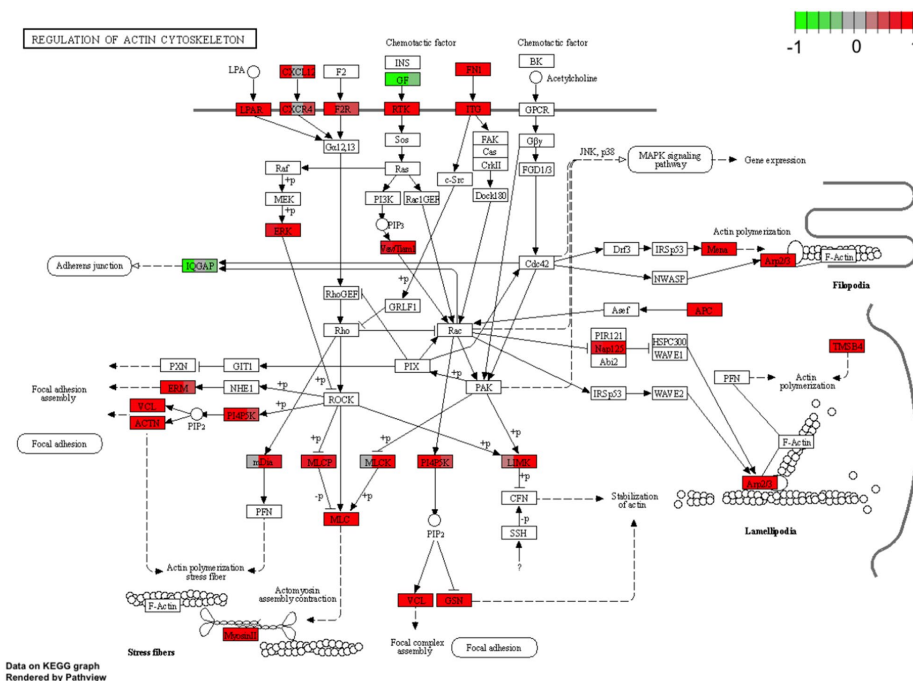 REGULATION OF ACTIN CYTOSKELETON
-1 0 1
Chemotactic factor
Chemotactic factor
LPA
CXCL12
F2
INS
GF
FN1
BK
Acetylcholine
LPAR
CXCR4
F2R
RTK
ITG
GPCR
Gα12,13
Sos
FAK
Cas
CrkII
Gβγ
JNK, p38
MAPK signaling
pathway
Gene expression
Raf
+p
MEK
+p
ERK
Ras
c-Src
FGD1/3
PI3K
Rac1GEF
Dock180
PIP3
Actin polymerization
Drf3
IRSp53
Mena
Arp2/3
F-Actin
Filopodia
Adherens junction
IQGAP
+p
Cdc42
NWASP
RhoGEF
GRLF1
Asef
APC
Rho
Rac
PIR121
Nap125
Abi2
HSPC300
WAVE1
TMSB4
PXN
GIT1
PIX
+p
PFN
Actin
polymerization
Focal adhesion
assembly
ERM
NHE1
+p
PAK
IRSp53
WAVE2
ROCK
VCL
ACTN
PIP2
PI4P5K
+p
Focal adhesion
F-Actin
+p
+p
+p
+p
mDia
MLCP
MLCK
PI4P5K
LIMK
+p
Arp2/3
-p
+p
PFN
MLC
CFN
Stabilization
of actin
-p
Lamellipodia
PIP2
SSH
?
Actin polymerization
stress fiber
Actomyosin
assembly contraction
F-Actin
VCL
GSN
MyosinII
Stress fibers
Focal complex
assembly
Focal adhesion
Data on KEGG graph
Rendered by Pathview